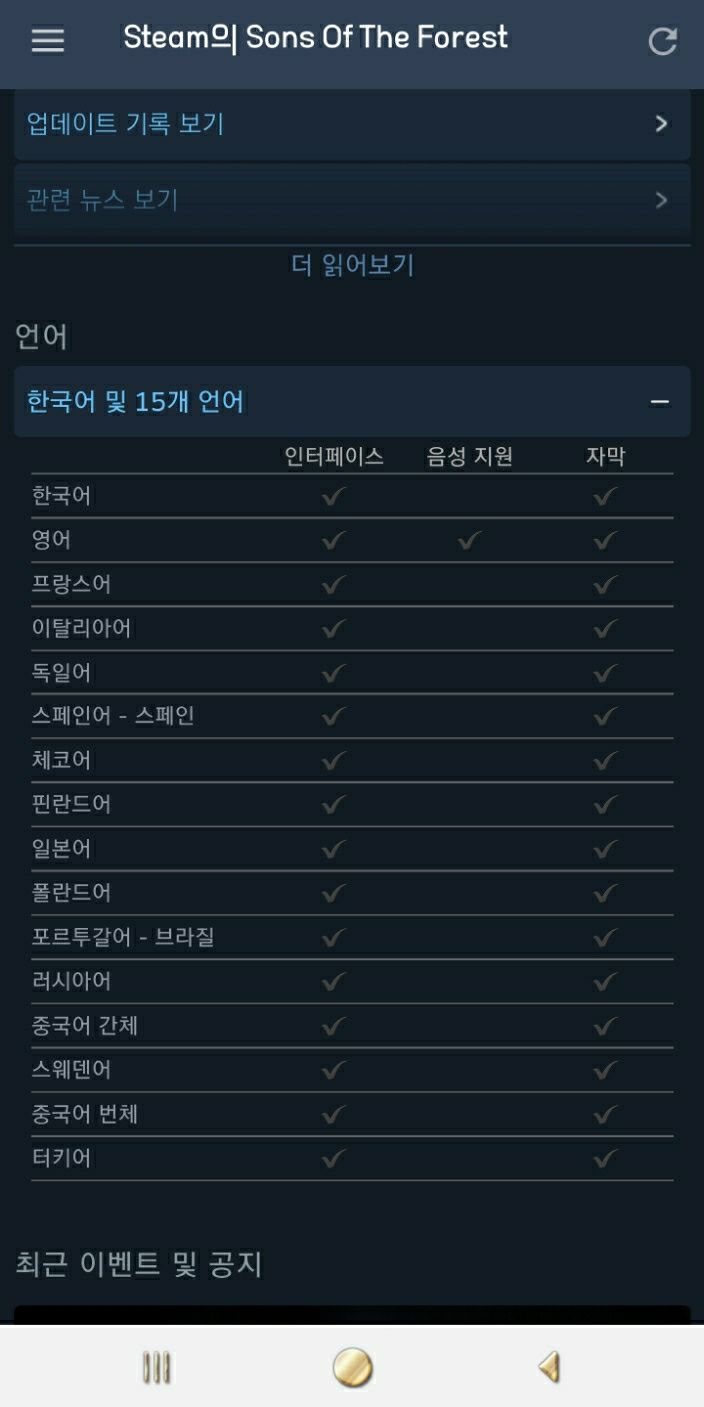 Steam의 Sons Of The Forest
업데이트 기록 보기
관련 뉴스 보기
더 읽어보기
언어
한국어 및 15개 언어
인터페이스 음성 지원 자막
한국어 ✓ ✓
영어 ✓ ✓ ✓
프랑스어 ✓ ✓
이탈리아어 ✓ ✓
독일어 ✓ ✓
스페인어 - 스페인 ✓ ✓
체코어 ✓ ✓
핀란드어 ✓ ✓
일본어 ✓ ✓
폴란드어 ✓ ✓
포르투갈어 - 브라질 ✓ ✓
러시아어 ✓ ✓
중국어 간체 ✓ ✓
스웨덴어 ✓ ✓
중국어 번체 ✓ ✓
터키어 ✓ ✓
최근 이벤트 및 공지